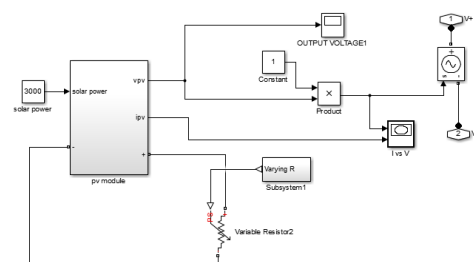 1
V+
OUTPUT VOLTAGE1
1
Constant
vpv
3000
solar power
solar power
×
Product
ipv
I vs V
2
V
-
+
pv module
Varying R
Subsystem1
PS
+
Variable Resistor2